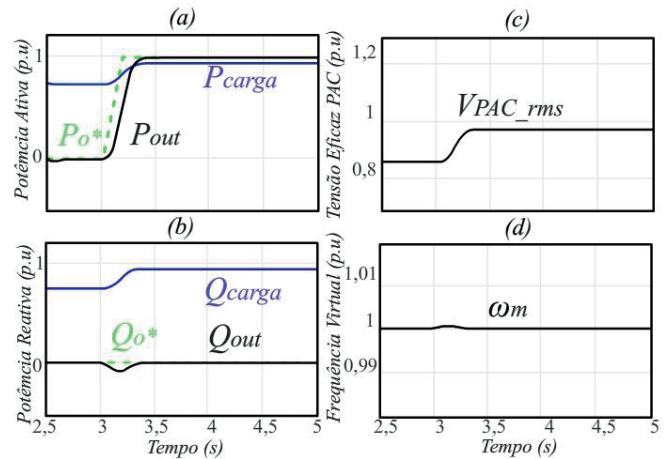 (a)
Potêmcia Ativa (p.u)
1
0
Pcarga
Po*
Pout
(c)
Tensão Eficaz PAC (p.u)
1,2
1
0,8
VPAC_rms
(b)
Potêmcia Reativa (p.u)
1
0
Qcarga
Qo*
Qout
2,5 3 3,5 4 4,5 5
Tempo (s)
(d)
Frequência Virtual (p.u)
1,01
1
0,99
ωm
2,5 3 3,5 4 4,5 5
Tempo (s)